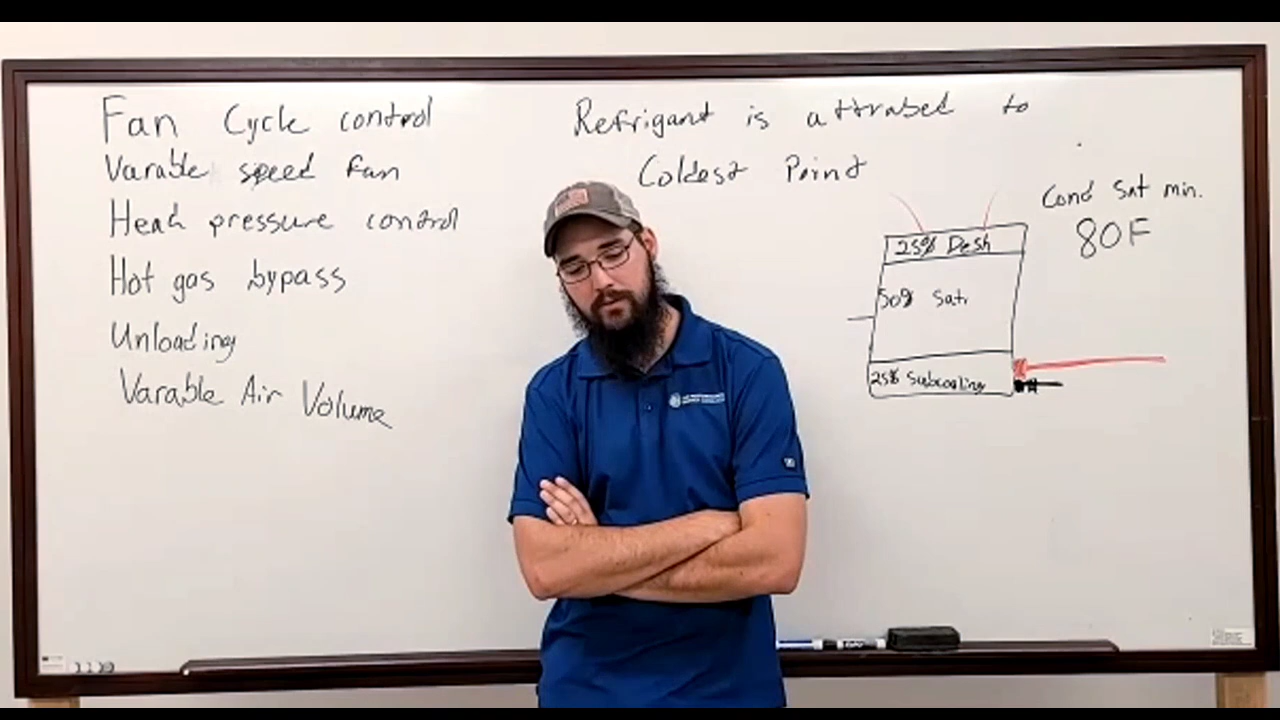 Fan Cycle control
Varable speed fan
Head pressure control
Hot gas bypass
Unloading
Varable Air Volume
Refrigant is attrabed to
Coldest Point
Cond Sat min.
80F
25% Desh
50% Sat
25% Subcooling